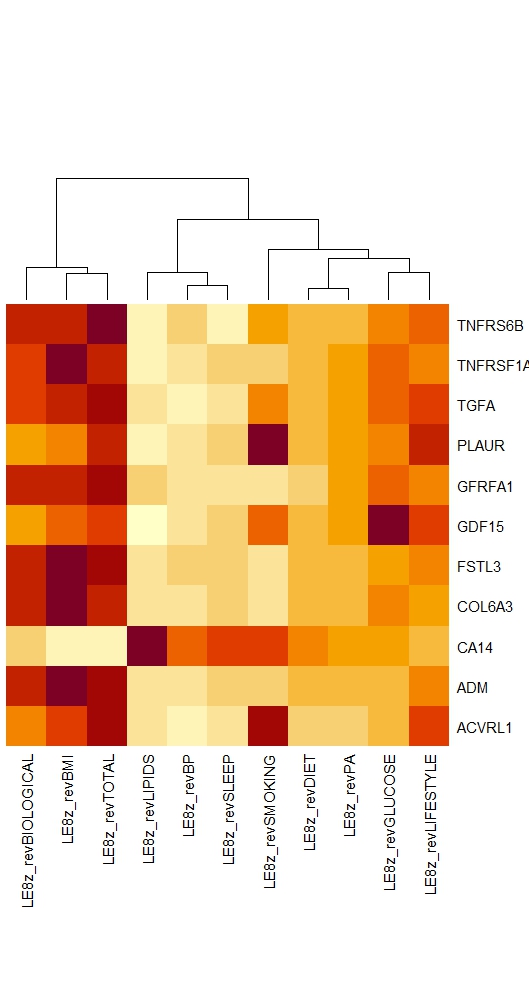 TNFRS6B
TNFRSF1A
TGFA
PLAUR
GFRFA1
GDF15
FSTL3
COL6A3
CA14
ADM
ACVRL1
LE8z_revBIOLOGICAL
LE8z_revBMI
LE8z_revTOTAL
LE8z_revLIPIDS
LE8z_revBP
LE8z_revSLEEP
LE8z_revSMOKING
LE8z_revDIET
LE8z_revPA
LE8z_revGLUCOSE
LE8z_revLIFESTYLE